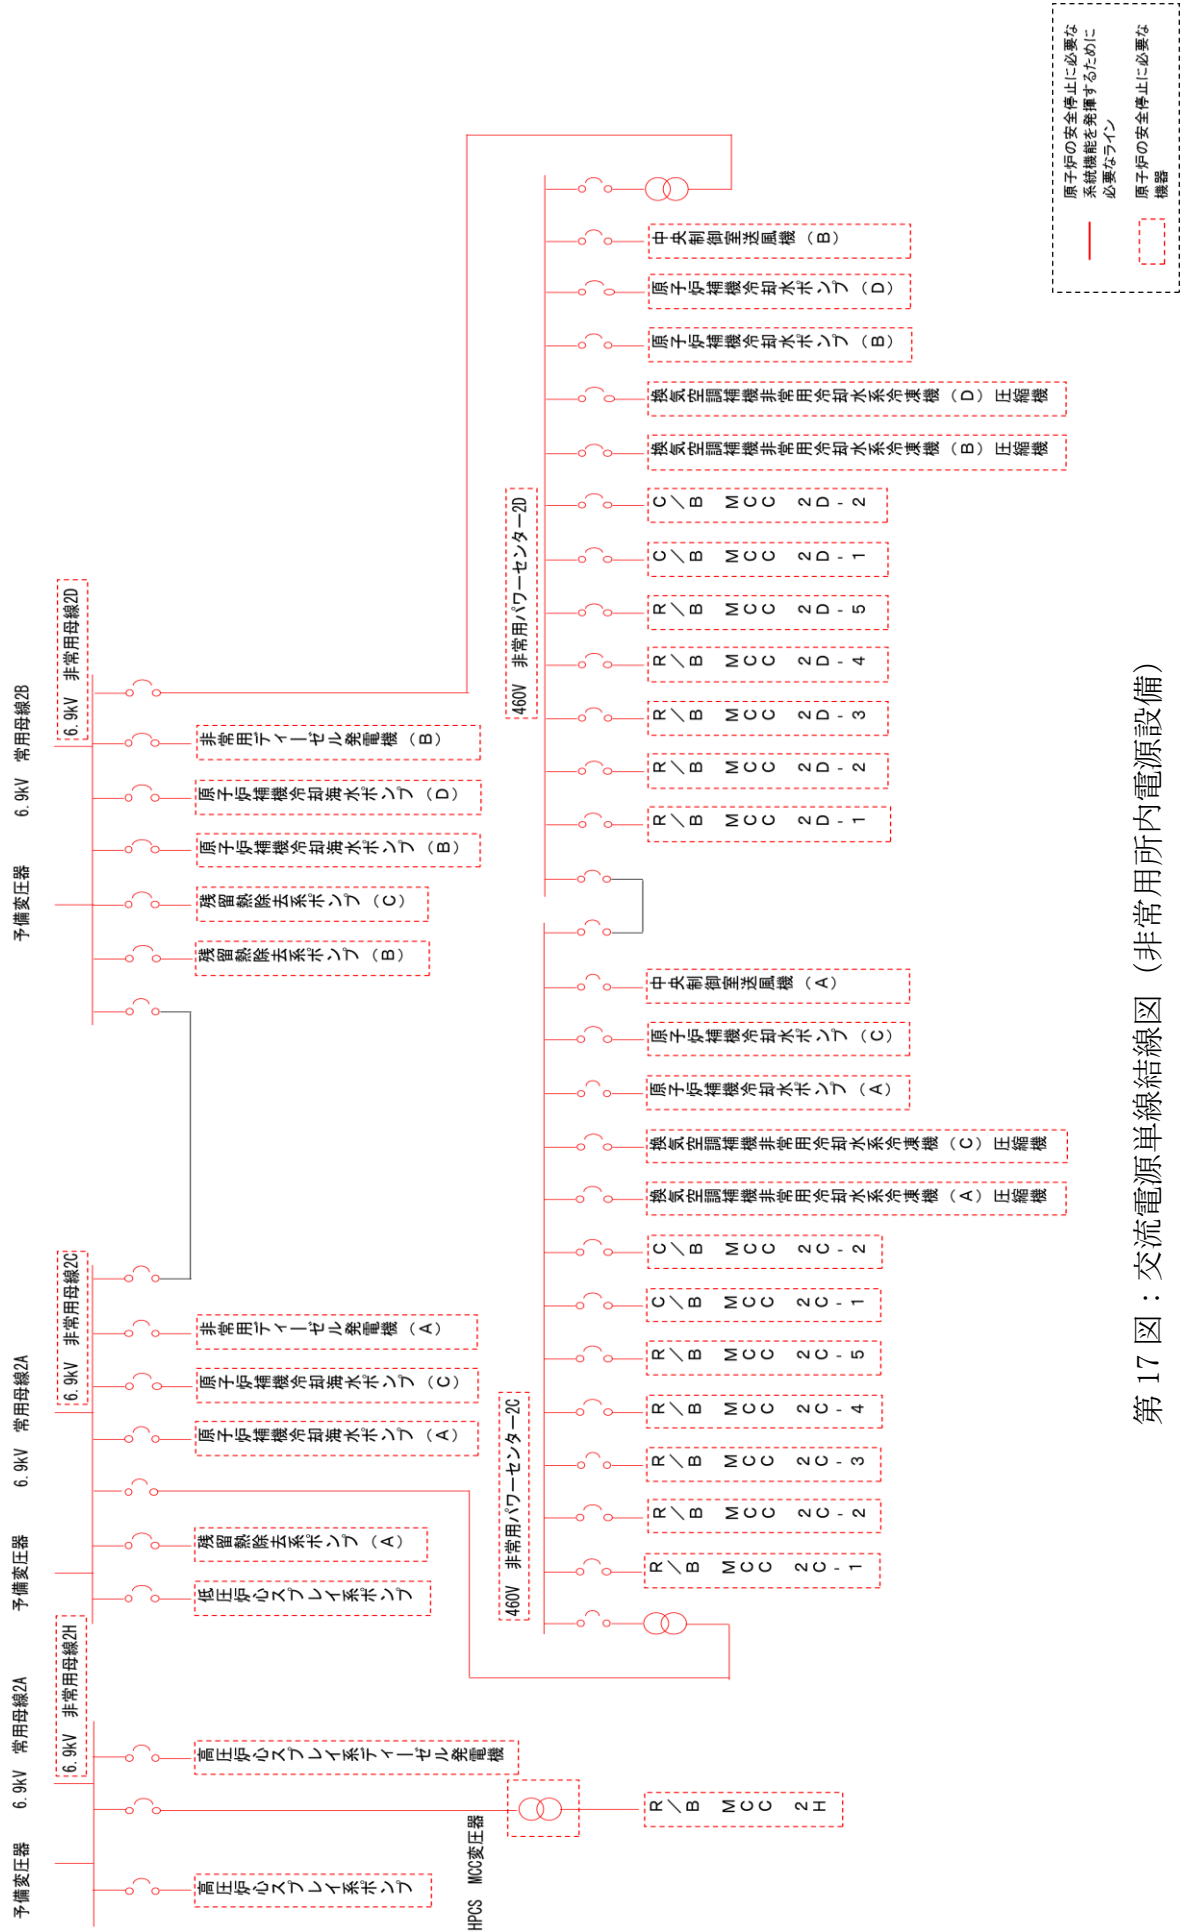 予備変圧器
6.9kV 常用母線2A
6.9kV 非常用母線2H
高圧炉心スプレイ系ポンプ
高圧炉心スプレイ系ディーゼル発電機
HPCS MCC変圧器
R/B MCC 2H
予備変圧器
6.9kV 常用母線2A
6.9kV 非常用母線2C
低圧炉心スプレイ系ポンプ
残留熱除去系ポンプ(A)
原子炉補機冷却海水ポンプ(A)
原子炉補機冷却海水ポンプ(C)
非常用ディーゼル発電機(A)
予備変圧器
6.9kV 常用母線2B
6.9kV 非常用母線2D
残留熱除去系ポンプ(B)
残留熱除去系ポンプ(C)
原子炉補機冷却海水ポンプ(B)
原子炉補機冷却海水ポンプ(D)
非常用ディーゼル発電機(B)
460V 非常用パワーセンター2C
R/B MCC 2C-1
R/B MCC 2C-2
R/B MCC 2C-3
R/B MCC 2C-4
R/B MCC 2C-5
C/B MCC 2C-1
C/B MCC 2C-2
換気空調補機非常用冷却水系冷凍機(A)圧縮機
換気空調補機非常用冷却水系冷凍機(C)圧縮機
原子炉補機冷却水ポンプ(A)
原子炉補機冷却水ポンプ(C)
中央制御室送風機(A)
460V 非常用パワーセンター2D
R/B MCC 2D-1
R/B MCC 2D-2
R/B MCC 2D-3
R/B MCC 2D-4
R/B MCC 2D-5
C/B MCC 2D-1
C/B MCC 2D-2
換気空調補機非常用冷却水系冷凍機(B)圧縮機
換気空調補機非常用冷却水系冷凍機(D)圧縮機
原子炉補機冷却水ポンプ(B)
原子炉補機冷却水ポンプ(D)
中央制御室送風機(B)
原子炉の安全停止に必要な
系統機能を発揮するために
必要なライン
原子炉の安全停止に必要な
機器
第 17 図:交流電源単線結線図(非常用所内電源設備)